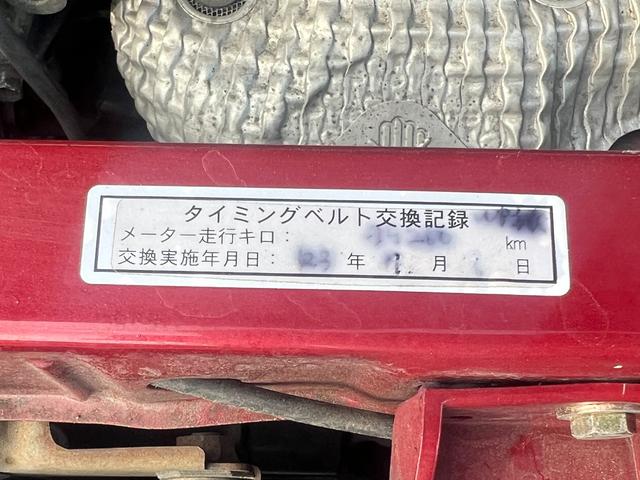 タイミングベルト交換記録
メーター走行キロ： km
交換実施年月日： 23 年 月 日